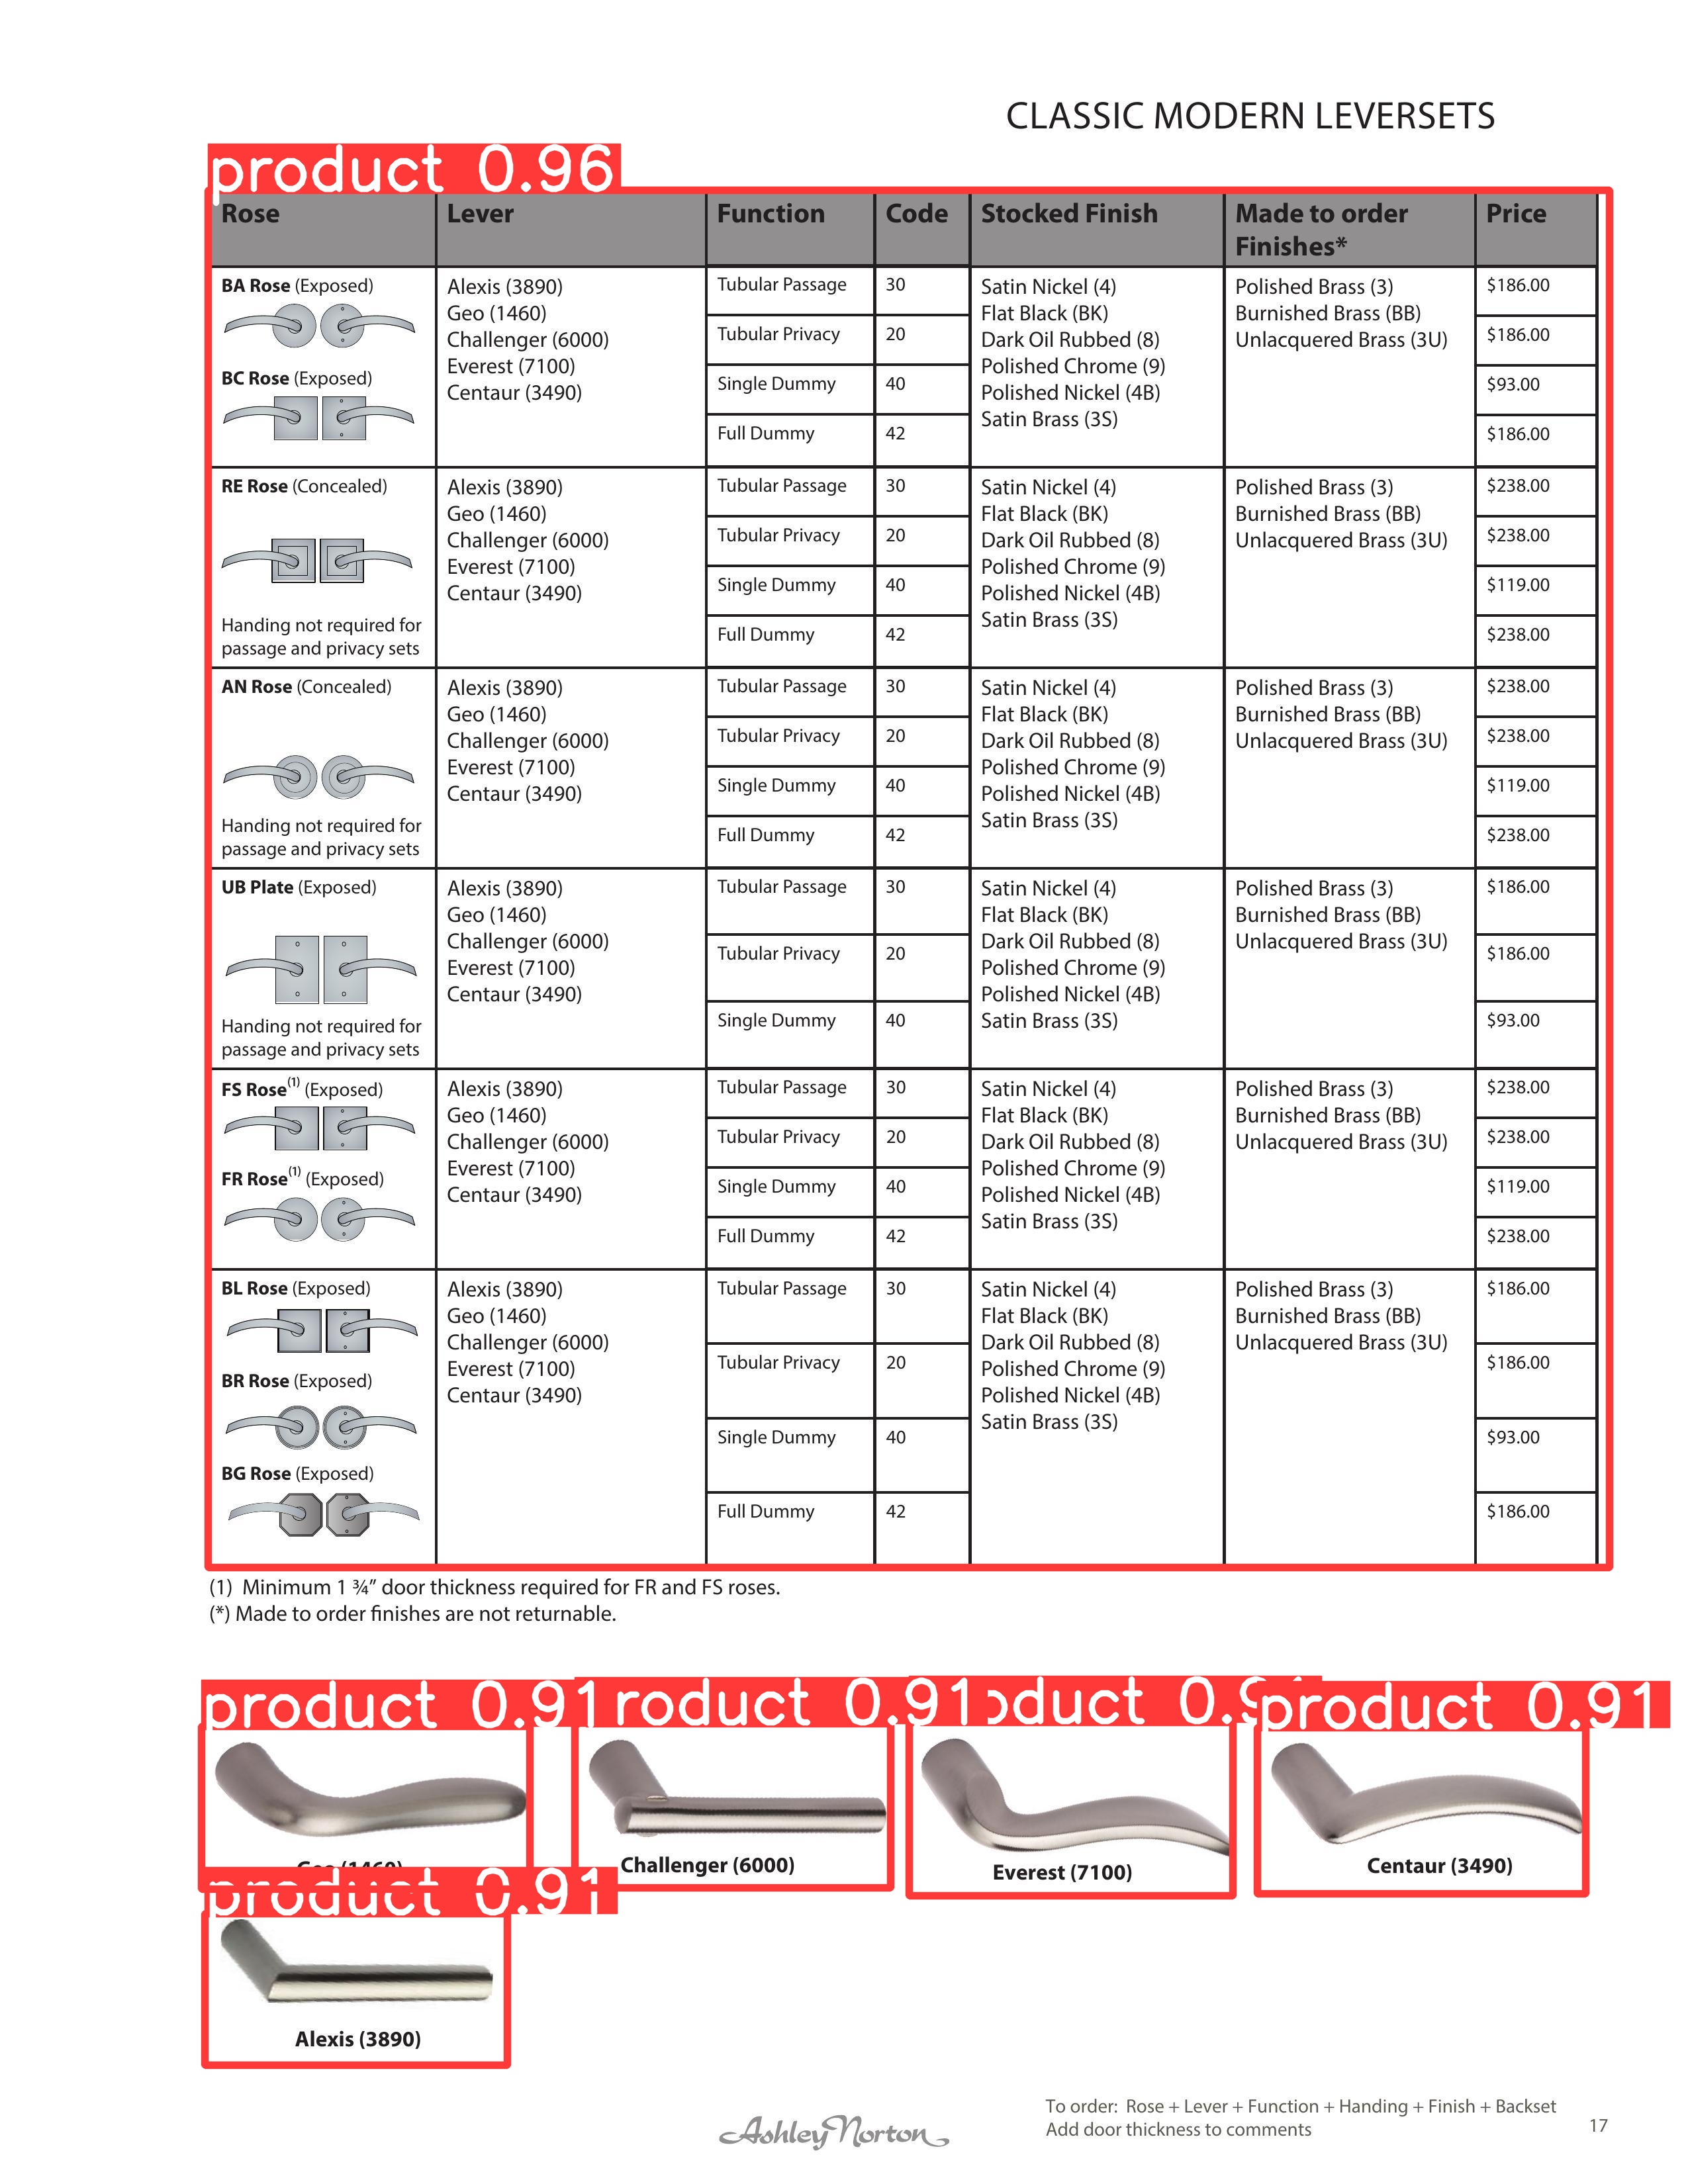 CLASSIC MODERN LEVERSETS
product 0.96
Rose Lever Function Code Stocked Finish Made to order Finishes* Price
BA Rose (Exposed)
BC Rose (Exposed)
Alexis (3890)
Geo (1460)
Challenger (6000)
Everest (7100)
Centaur (3490)
Tubular Passage 30
Tubular Privacy 20
Single Dummy 40
Full Dummy 42
Satin Nickel (4)
Flat Black (BK)
Dark Oil Rubbed (8)
Polished Chrome (9)
Polished Nickel (4B)
Satin Brass (3S)
Polished Brass (3)
Burnished Brass (BB)
Unlacquered Brass (3U)
$186.00
$186.00
$93.00
$186.00
RE Rose (Concealed)
Handing not required for
passage and privacy sets
Alexis (3890)
Geo (1460)
Challenger (6000)
Everest (7100)
Centaur (3490)
Tubular Passage 30
Tubular Privacy 20
Single Dummy 40
Full Dummy 42
Satin Nickel (4)
Flat Black (BK)
Dark Oil Rubbed (8)
Polished Chrome (9)
Polished Nickel (4B)
Satin Brass (3S)
Polished Brass (3)
Burnished Brass (BB)
Unlacquered Brass (3U)
$238.00
$238.00
$119.00
$238.00
AN Rose (Concealed)
Handing not required for
passage and privacy sets
Alexis (3890)
Geo (1460)
Challenger (6000)
Everest (7100)
Centaur (3490)
Tubular Passage 30
Tubular Privacy 20
Single Dummy 40
Full Dummy 42
Satin Nickel (4)
Flat Black (BK)
Dark Oil Rubbed (8)
Polished Chrome (9)
Polished Nickel (4B)
Satin Brass (3S)
Polished Brass (3)
Burnished Brass (BB)
Unlacquered Brass (3U)
$238.00
$238.00
$119.00
$238.00
UB Plate (Exposed)
Handing not required for
passage and privacy sets
Alexis (3890)
Geo (1460)
Challenger (6000)
Everest (7100)
Centaur (3490)
Tubular Passage 30
Tubular Privacy 20
Single Dummy 40
Satin Nickel (4)
Flat Black (BK)
Dark Oil Rubbed (8)
Polished Chrome (9)
Polished Nickel (4B)
Satin Brass (3S)
Polished Brass (3)
Burnished Brass (BB)
Unlacquered Brass (3U)
$186.00
$186.00
$93.00
FS Rose(1) (Exposed)
FR Rose(1) (Exposed)
Alexis (3890)
Geo (1460)
Challenger (6000)
Everest (7100)
Centaur (3490)
Tubular Passage 30
Tubular Privacy 20
Single Dummy 40
Full Dummy 42
Satin Nickel (4)
Flat Black (BK)
Dark Oil Rubbed (8)
Polished Chrome (9)
Polished Nickel (4B)
Satin Brass (3S)
Polished Brass (3)
Burnished Brass (BB)
Unlacquered Brass (3U)
$238.00
$238.00
$119.00
$238.00
BL Rose (Exposed)
BR Rose (Exposed)
BG Rose (Exposed)
Alexis (3890)
Geo (1460)
Challenger (6000)
Everest (7100)
Centaur (3490)
Tubular Passage 30
Tubular Privacy 20
Single Dummy 40
Full Dummy 42
Satin Nickel (4)
Flat Black (BK)
Dark Oil Rubbed (8)
Polished Chrome (9)
Polished Nickel (4B)
Satin Brass (3S)
Polished Brass (3)
Burnished Brass (BB)
Unlacquered Brass (3U)
$186.00
$186.00
$93.00
$186.00
(1) Minimum 1 ¾” door thickness required for FR and FS roses.
(*) Made to order finishes are not returnable.
product 0.91 roduct 0.91 oduct 0.9 product 0.91
Challenger (6000)
Everest (7100)
Centaur (3490)
product 0.91
Alexis (3890)
Ashley Norton
To order: Rose + Lever + Function + Handing + Finish + Backset
Add door thickness to comments
17